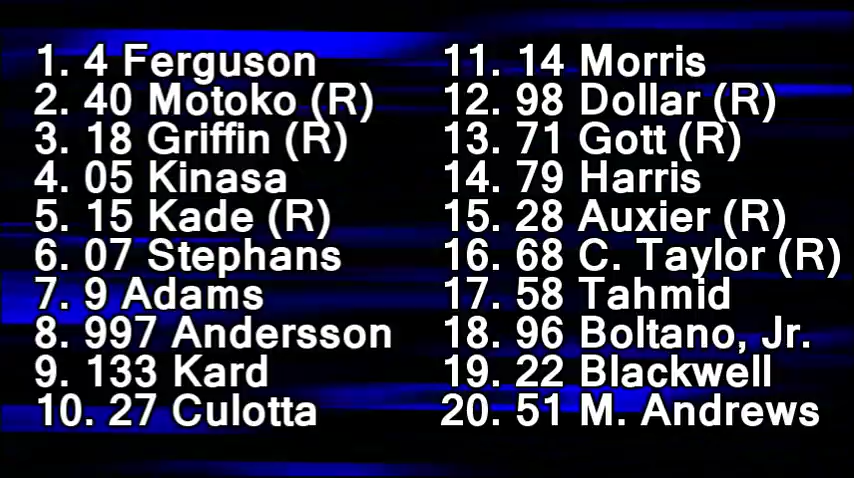 1. 4 Ferguson
2. 40 Motoko (R)
3. 18 Griffin (R)
4. 05 Kinasa
5. 15 Kade (R)
6. 07 Stephans
7. 9 Adams
8. 997 Andersson
9. 133 Kard
10. 27 Culotta
11. 14 Morris
12. 98 Dollar (R)
13. 71 Gott (R)
14. 79 Harris
15. 28 Auxier (R)
16. 68 C. Taylor (R)
17. 58 Tahmid
18. 96 Boltano, Jr.
19. 22 Blackwell
20. 51 M. Andrews